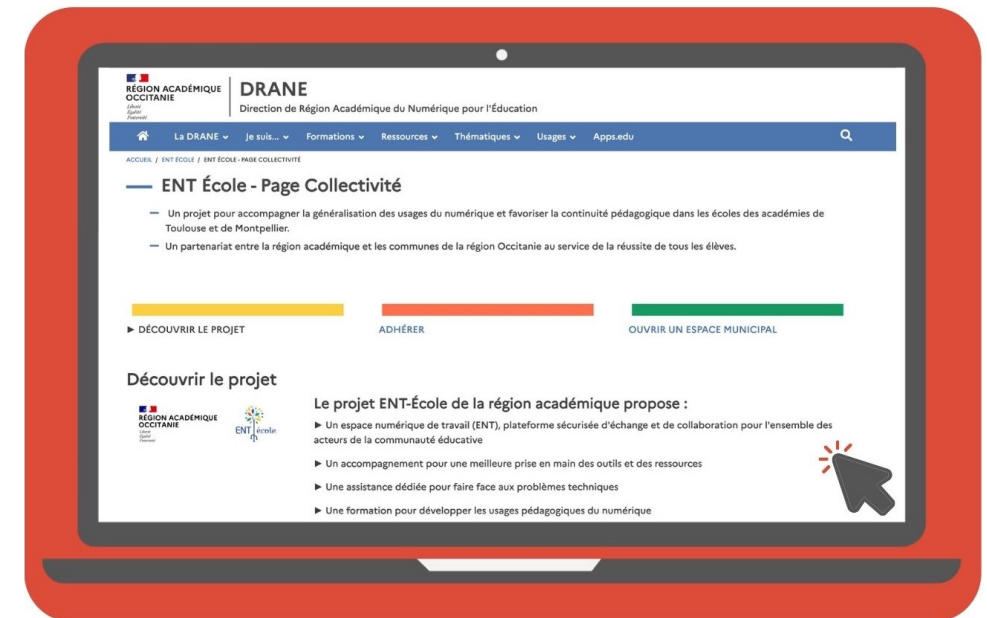 RÉGION ACADÉMIQUE
OCCITANIE
Liberté
Égalité
Fraternité
DRANE
Direction de Région Académique du Numérique pour l'Éducation
La DRANE
Je suis...
Formations
Ressources
Thématiques
Usages
Apps.edu
ACCUEIL / ENT ÉCOLE / ENT ÉCOLE - PAGE COLLECTIVITÉ
ENT École - Page Collectivité
Un projet pour accompagner la généralisation des usages du numérique et favoriser la continuité pédagogique dans les écoles des académies de
Toulouse et de Montpellier.
Un partenariat entre la région académique et les communes de la région Occitanie au service de la réussite de tous les élèves.
► DÉCOUVRIR LE PROJET
ADHÉRER
OUVRIR UN ESPACE MUNICIPAL
Découvrir le projet
RÉGION ACADÉMIQUE
OCCITANIE
Liberté
Égalité
Fraternité
ENT école
Le projet ENT-École de la région académique propose :
► Un espace numérique de travail (ENT), plateforme sécurisée d'échange et de collaboration pour l'ensemble des
acteurs de la communauté éducative
► Un accompagnement pour une meilleure prise en main des outils et des ressources
► Une assistance dédiée pour faire face aux problèmes techniques
► Une formation pour développer les usages pédagogiques du numérique